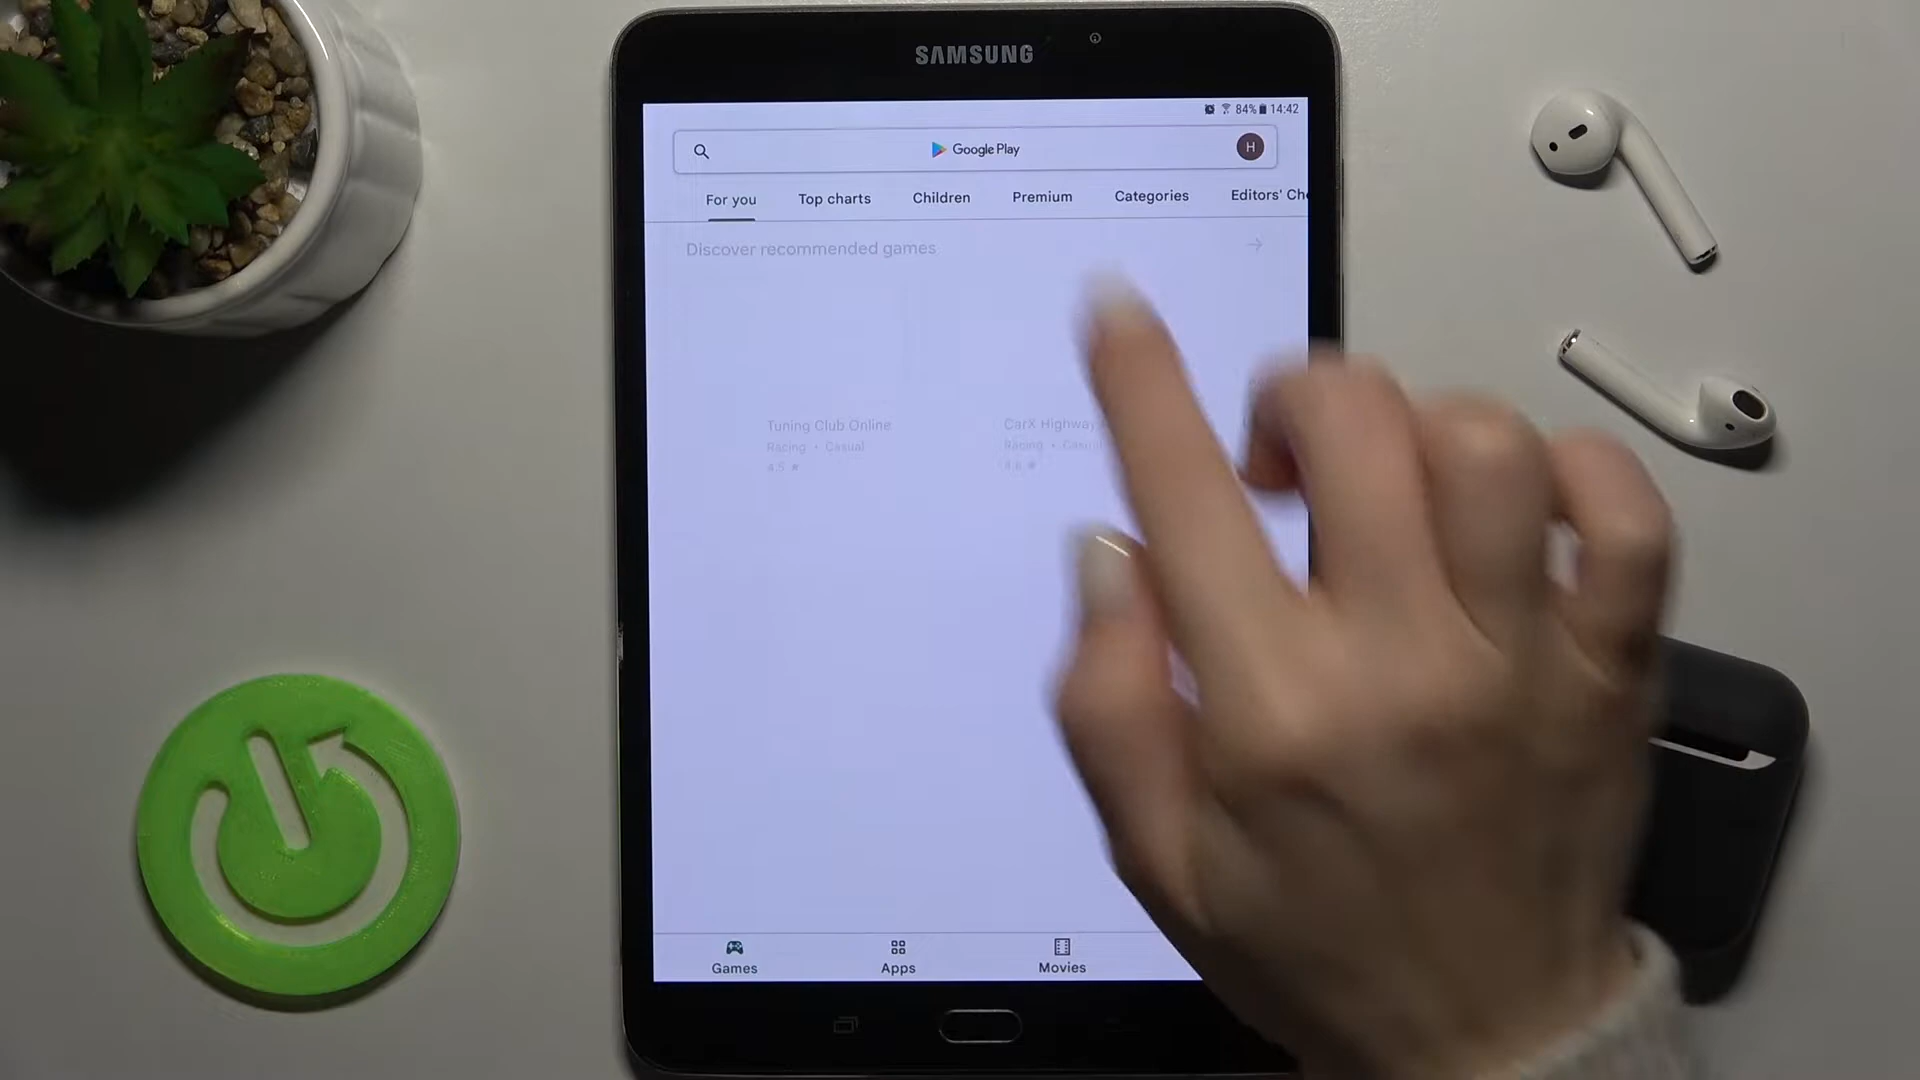 SAMSUNG
84% 14:42
Google Play
H
For you Top charts Children Premium Categories Editors' Ch
Discover recommended games
Tuning Club Online CarX Highway
Racing • Casual Racing • Casual
4.5 4.6
Games Apps Movies